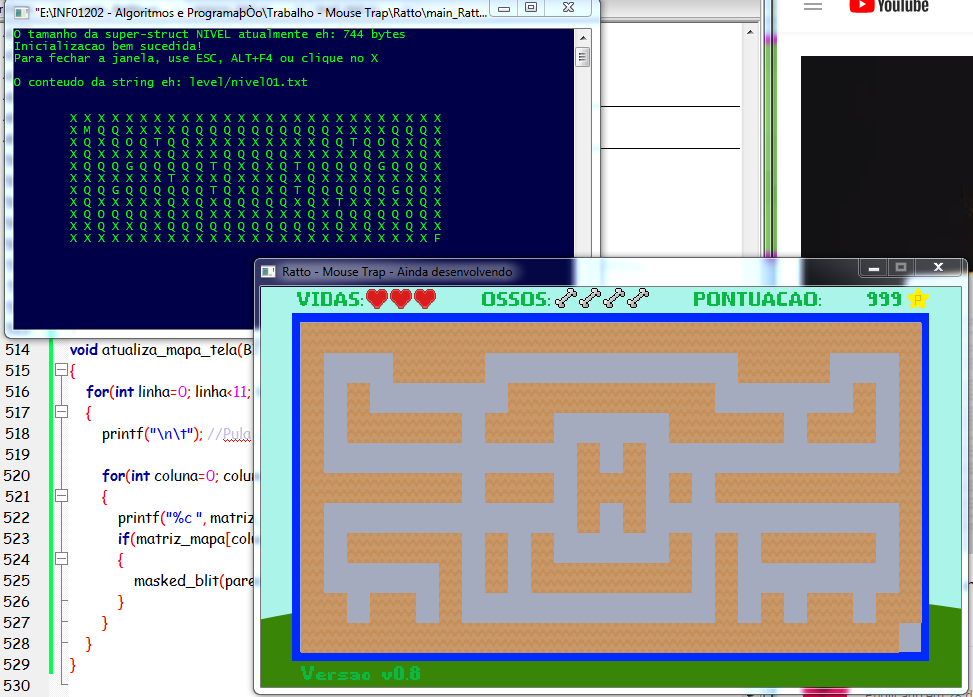 "E:\INF01202 - Algoritmos e ProgramaþÒo\Trabalho - Mouse Trap\Ratto\main_Ratt...
YouTube
O tamanho da super-struct NIVEL atualmente eh: 744 bytes
Inicializacao bem sucedida!
Para fechar a janela, use ESC, ALT+F4 ou clique no X
O conteudo da string eh: level/nivel01.txt
X X X X X X X X X X X X X X X X X X X X X X X X X X X
X M Q Q X X X X Q Q Q Q Q Q Q Q Q Q Q X X X X Q Q Q X
X Q X Q O Q T Q Q X X X X X X X X X Q Q T Q O Q X Q X
X Q X X X X X Q X X X Q Q Q Q Q X X X X X Q X X X Q X
X Q Q Q G Q Q Q Q Q T Q X Q X Q T Q Q Q Q Q G Q Q Q X
X X X X X X X T X X X Q X X X Q X T X X X X X X X X X
X Q Q G Q Q Q Q Q Q T Q X Q X Q T Q Q Q Q Q Q G Q Q X
X Q X X X X X Q X Q X Q Q Q Q Q X Q X T X X X X X Q X
X Q O Q Q Q X Q X Q X X X X X X X Q X Q Q Q Q Q O Q X
X X Q X X Q X Q Q Q Q Q Q Q Q Q Q Q X Q X Q X X Q X X
X X X X X X X X X X X X X X X X X X X X X X X X X X F
Ratto - Mouse Trap - Ainda desenvolvendo
VIDAS: OSSOS: PONTUACAO: 999 P
514 void atualiza_mapa_tela(B
515 {
516 for(int linha=0; linha<11;
517 {
518 printf("\n\t"); //Pula
519
520 for(int coluna=0; colu
521 {
522 printf("%c ", matriz
523 if(matriz_mapa[col
524 {
525 masked_blit(pare
526 }
527 }
528 }
529 }
530
Versao v0.8